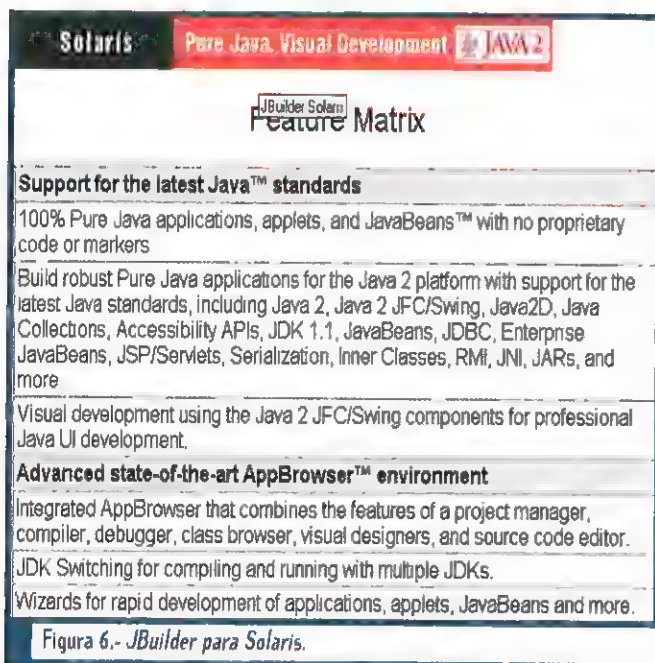 Solaris Pure Java. Visual Development JAVA 2
JBuilder Solaris
Feature Matrix
Support for the latest Java™ standards
100% Pure Java applications, applets, and JavaBeans™ with no proprietary
code or markers
Build robust Pure Java applications for the Java 2 platform with support for the
latest Java standards, including Java 2, Java 2 JFC/Swing, Java2D, Java
Collections, Accessibility APIs, JDK 1.1, JavaBeans, JDBC, Enterprise
JavaBeans, JSP/Servlets, Serialization, Inner Classes, RMI, JNI, JARs, and
more
Visual development using the Java 2 JFC/Swing components for professional
Java UI development.
Advanced state-of-the-art AppBrowser™ environment
Integrated AppBrowser that combines the features of a project manager,
compiler, debugger, class browser, visual designers, and source code editor.
JDK Switching for compiling and running with multiple JDKs.
Wizards for rapid development of applications, applets, JavaBeans and more.
Figura 6.- JBuilder para Solaris.